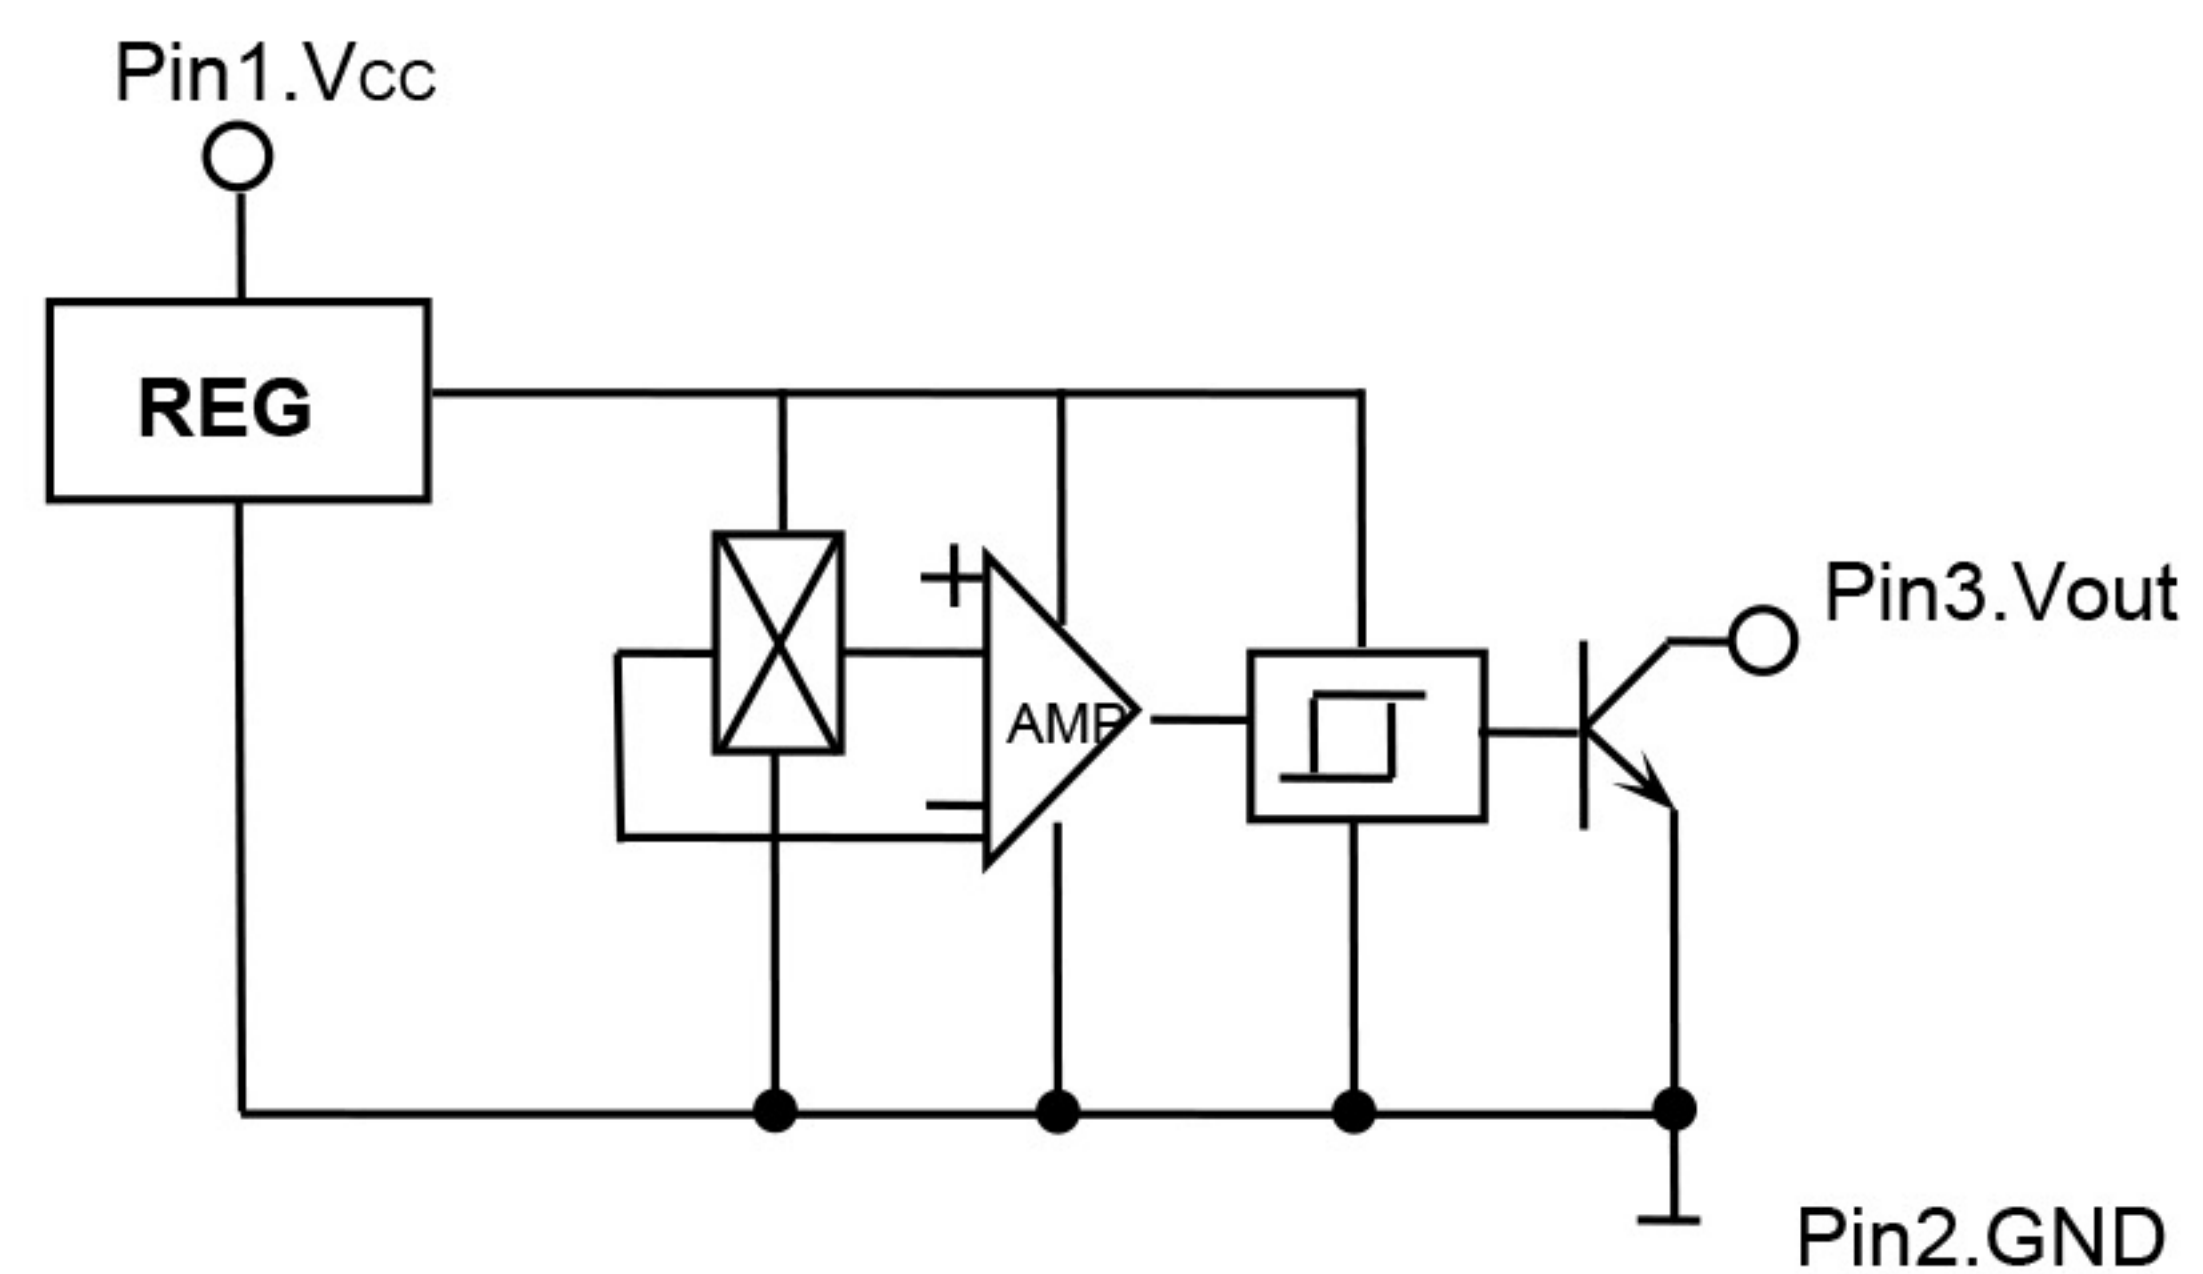 Pin1.VCC
REG
+
AMP
−
Pin3.Vout
Pin2.GND